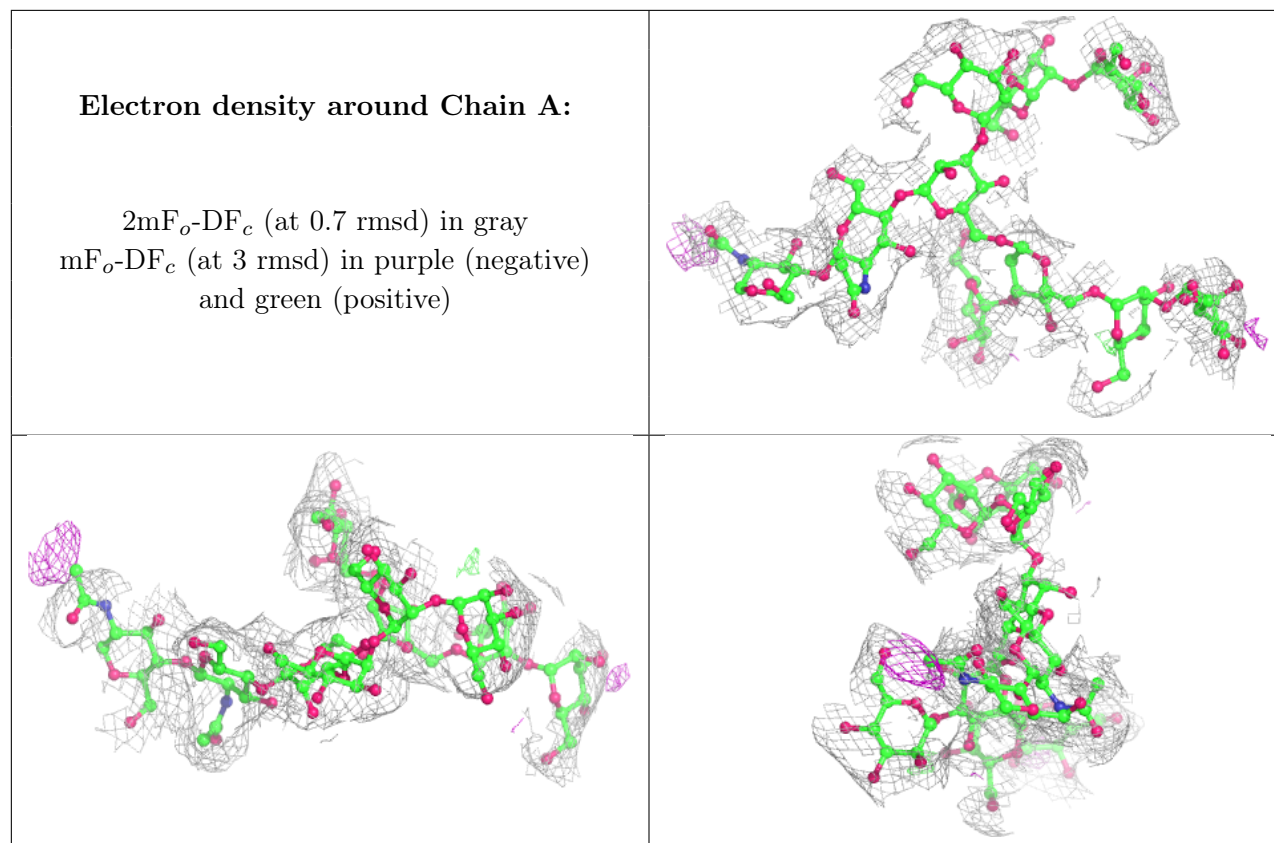 Electron density around Chain A:
2mFₒ-DF𝒸 (at 0.7 rmsd) in gray
mFₒ-DF𝒸 (at 3 rmsd) in purple (negative)
and green (positive)